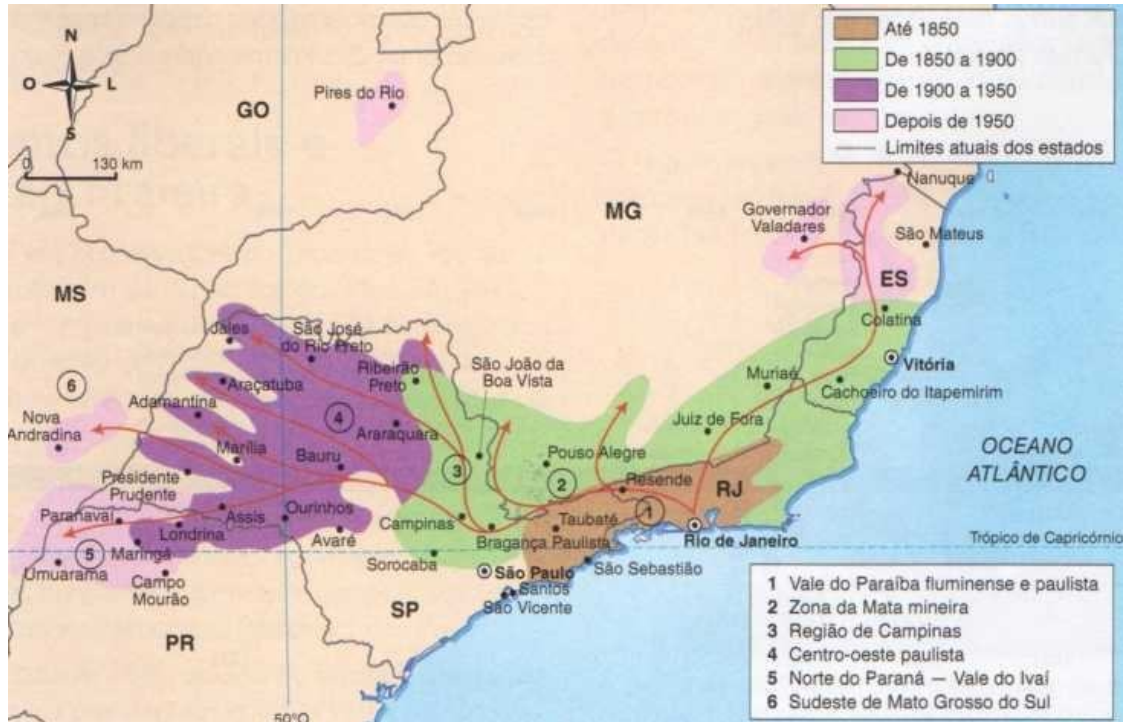 N
O L
S
0 130 km
GO
Pires do Rio
MG
MS
Até 1850
De 1850 a 1900
De 1900 a 1950
Depois de 1950
Limites atuais dos estados
Nanuque
Governador
Valadares
São Mateus
ES
Colatina
Vitória
Jales
São José
do Rio Preto
Ribeirão
Preto
São João da
Boa Vista
Muriaé
Cachoeiro do Itapemirim
6
Araçatuba
Adamantina
4
Nova
Andradina
Araraquara
Juiz de Fora
Marília
Bauru
3
Pouso Alegre
OCEANO
ATLÂNTICO
Presidente
Prudente
2
Resende
RJ
Paranavaí
Assis
Ourinhos
Campinas
Taubaté
1
Londrina
Avaré
Bragança Paulista
Rio de Janeiro
Trópico de Capricórnio
5
Maringá
Sorocaba
São Sebastião
Umuarama
Campo
Mourão
São Paulo
Santos
São Vicente
SP
PR
50°O
1 Vale do Paraíba fluminense e paulista
2 Zona da Mata mineira
3 Região de Campinas
4 Centro-oeste paulista
5 Norte do Paraná — Vale do Ivaí
6 Sudeste de Mato Grosso do Sul